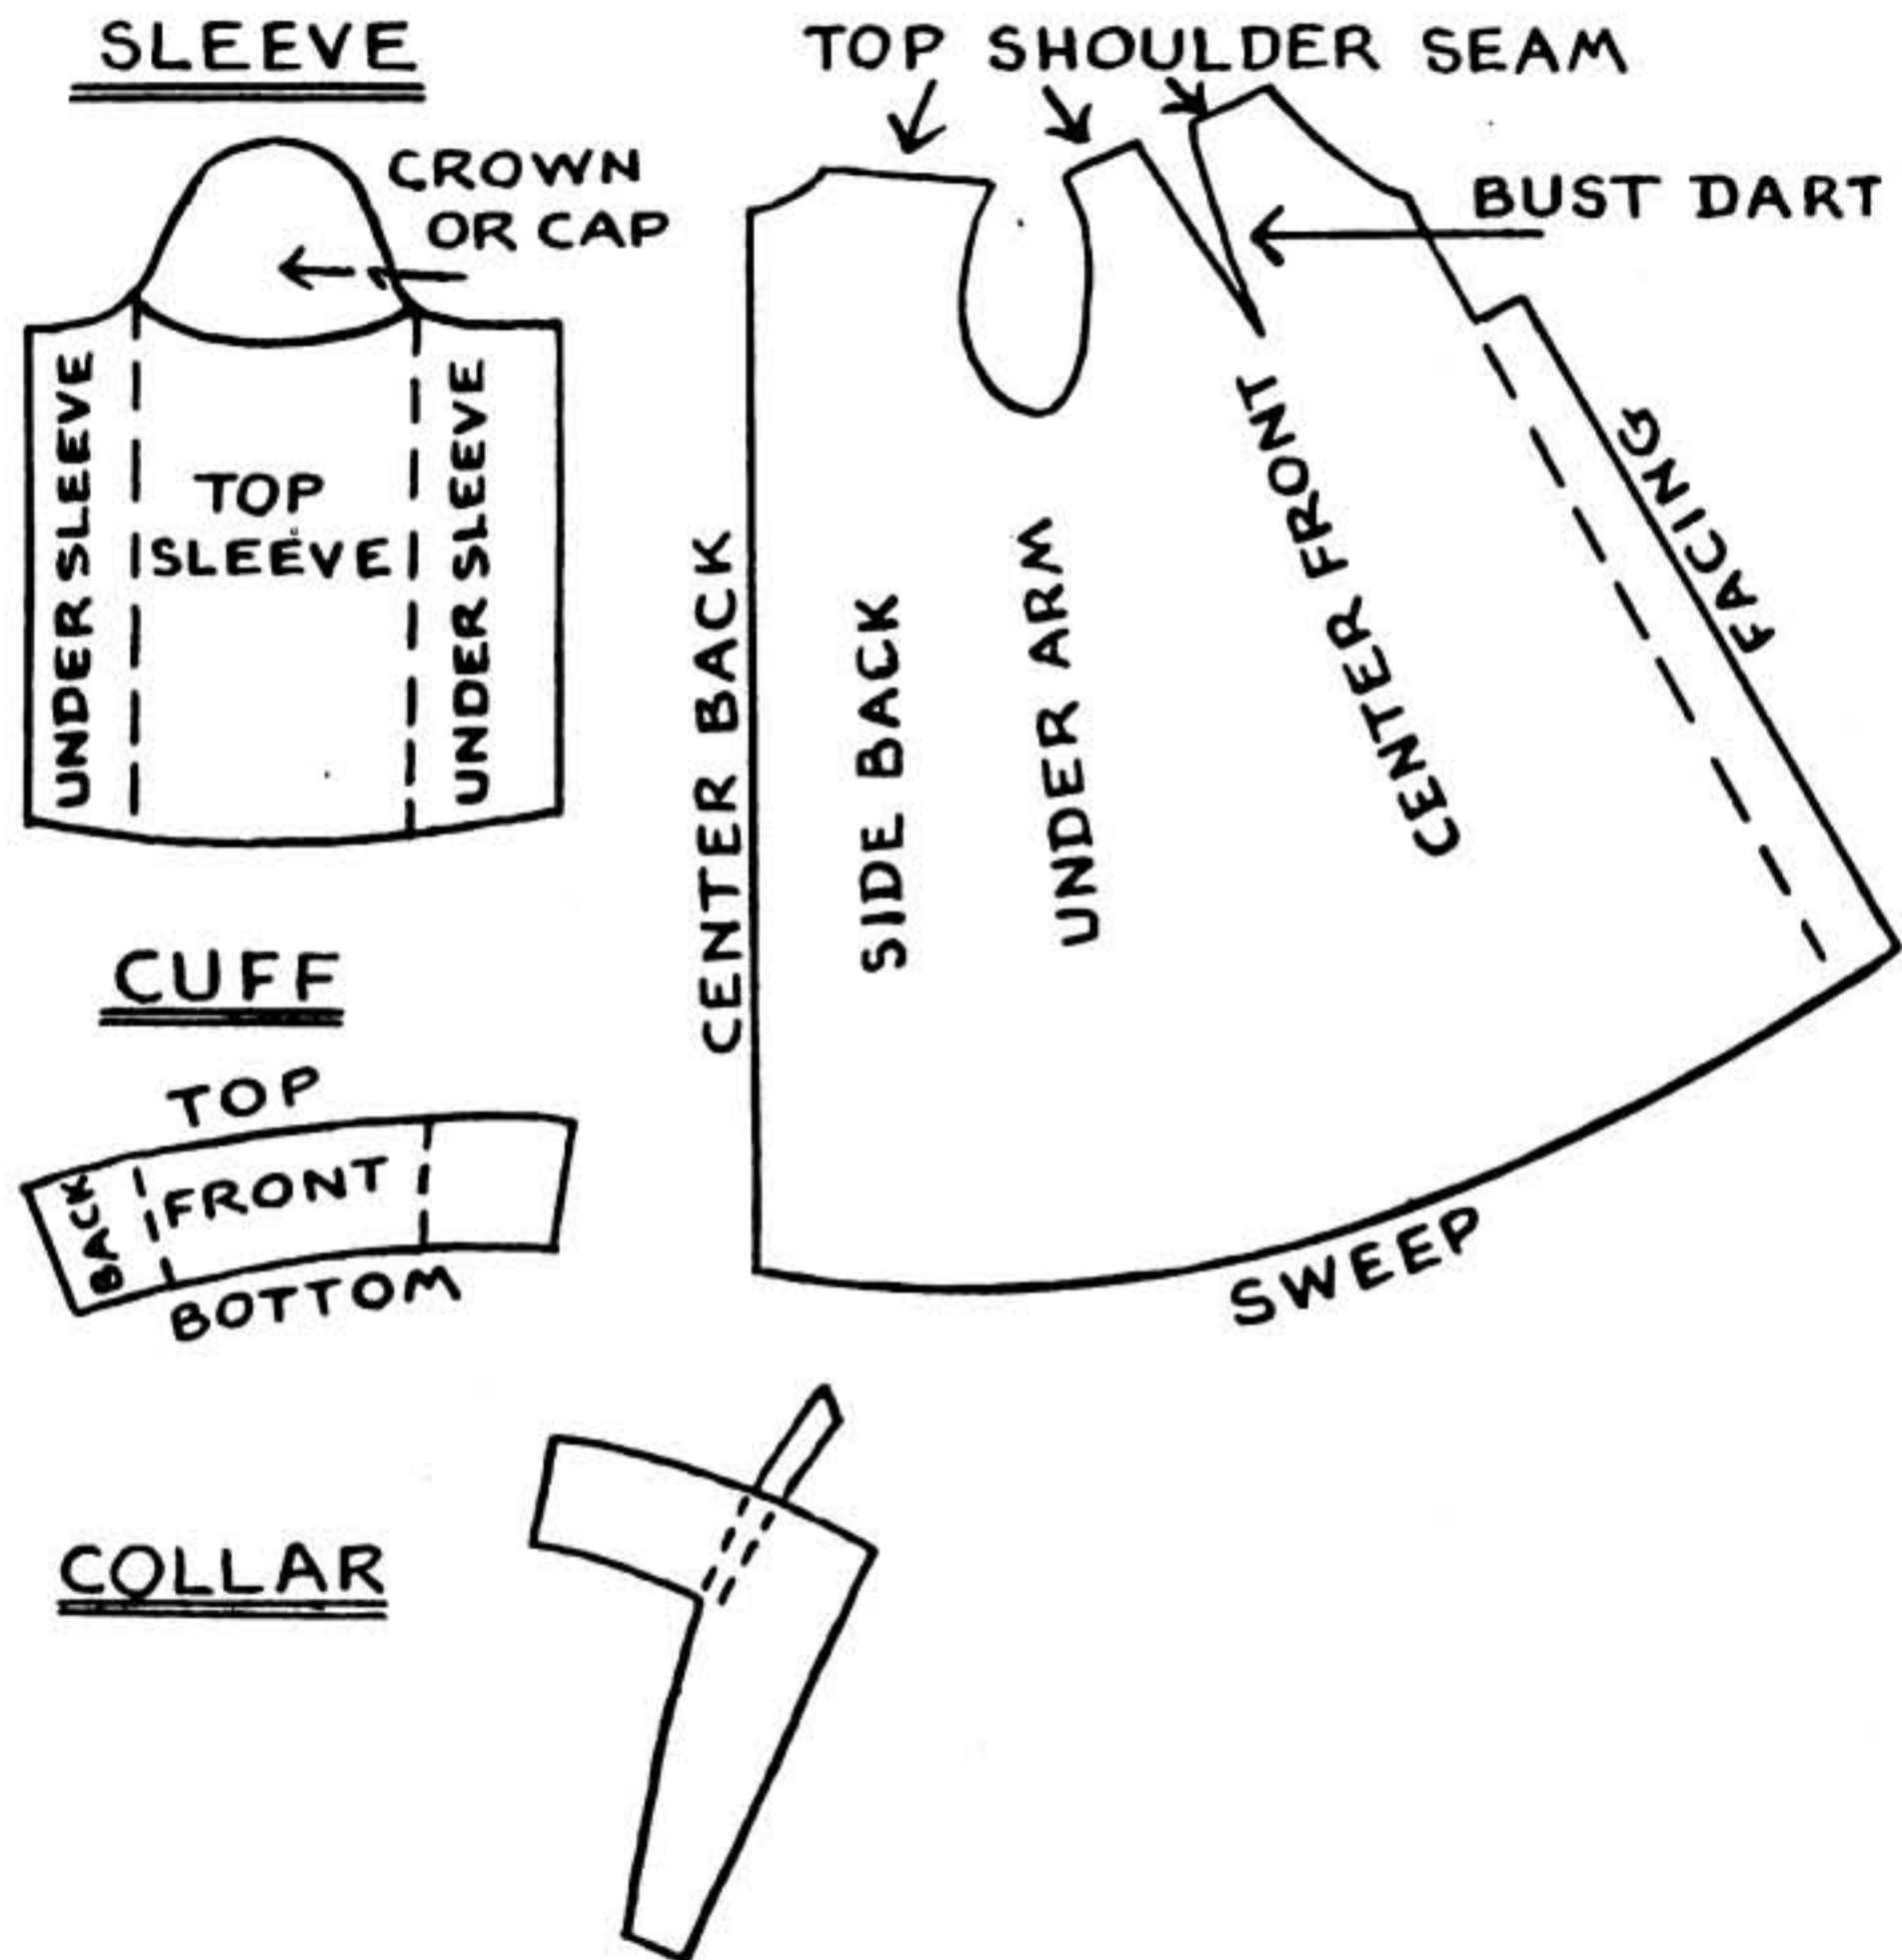 SLEEVE
CROWN
OR CAP
UNDER SLEEVE
TOP
SLEEVE
UNDER SLEEVE
TOP SHOULDER SEAM
BUST DART
CENTER BACK
SIDE BACK
UNDER ARM
CENTER FRONT
FACING
SWEEP
CUFF
TOP
BACK
FRONT
BOTTOM
COLLAR